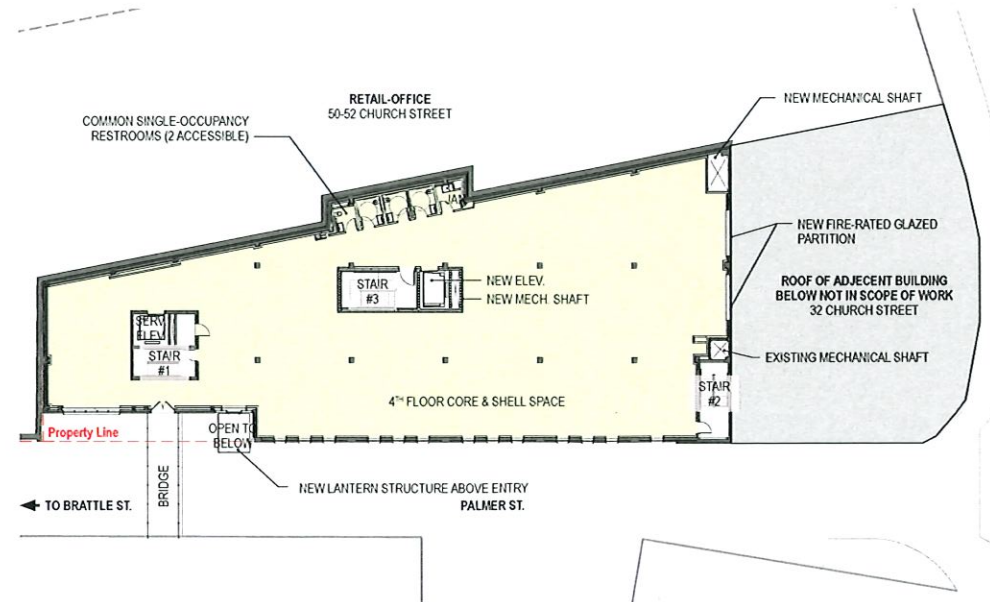 RETAIL-OFFICE
50-52 CHURCH STREET
COMMON SINGLE-OCCUPANCY
RESTROOMS (2 ACCESSIBLE)
NEW MECHANICAL SHAFT
JAN
NEW FIRE-RATED GLAZED
PARTITION
ROOF OF ADJECENT BUILDING
BELOW NOT IN SCOPE OF WORK
32 CHURCH STREET
STAIR
#3
NEW ELEV.
NEW MECH. SHAFT
SERV
ELEV
STAIR
#1
EXISTING MECHANICAL SHAFT
STAIR
#2
4TH FLOOR CORE & SHELL SPACE
Property Line
OPEN TO
BELOW
BRIDGE
NEW LANTERN STRUCTURE ABOVE ENTRY
TO BRATTLE ST.
PALMER ST.